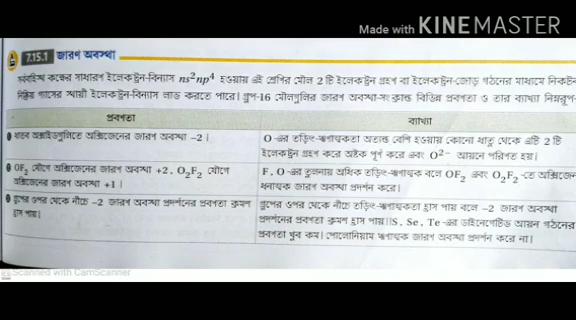 Made with KINEMASTER
7.15.1 জারণ অবস্থা
সর্ববহিস্থ কক্ষের সাধারণ ইলেকট্রন-বিন্যাস ns²np⁴ হওয়ায় এই শ্রেণির মৌল 2 টি ইলেকট্রন গ্রহণ বা ইলেকট্রন-জোড় গঠনের মাধ্যমে নিকটব
নিষ্ক্রিয় গ্যাসের স্থায়ী ইলেকট্রন-বিন্যাস লাভ করতে পারে। গ্রুপ-16 মৌলগুলির জারণ অবস্থা-সংক্রান্ত বিভিন্ন প্রবণতা ও তার ব্যাখ্যা নিম্নরূপ-
প্রবণতা
ব্যাখ্যা
ধাতব অক্সাইডগুলিতে অক্সিজেনের জারণ অবস্থা −2 ।
O -এর তড়িৎ-ঋণাত্মকতা অত্যন্ত বেশি হওয়ায় কোনো ধাতু থেকে এটি 2 টি
ইলেকট্রন গ্রহণ করে অষ্টক পূর্ণ করে এবং O²⁻ আয়নে পরিণত হয়।
OF₂ যৌগে অক্সিজেনের জারণ অবস্থা +2 , O₂F₂ যৌগে
অক্সিজেনের জারণ অবস্থা +1 ।
F, O-এর তুলনায় অধিক তড়িৎ-ঋণাত্মক বলে OF₂ এবং O₂F₂-তে অক্সিজেন
ধনাত্মক জারণ অবস্থা প্রদর্শন করে।
গ্রুপের ওপর থেকে নীচে −2 জারণ অবস্থা প্রদর্শনের প্রবণতা ক্রমশ
হ্রাস পায়।
গ্রুপের ওপর থেকে নীচে তড়িৎ-ঋণাত্মকতা হ্রাস পায় বলে −2 জারণ অবস্থা
প্রদর্শনের প্রবণতা ক্রমশ হ্রাস পায়। S, Se, Te -এর ডাইনেগেটিভ আয়ন গঠনের
প্রবণতা খুব কম। পোলোনিয়াম ঋণাত্মক জারণ অবস্থা প্রদর্শন করে না।
Scanned with CamScanner